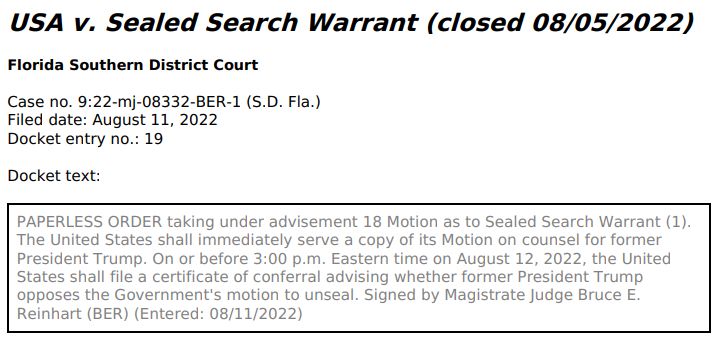 USA v. Sealed Search Warrant (closed 08/05/2022)
Florida Southern District Court
Case no. 9:22-mj-08332-BER-1 (S.D. Fla.)
Filed date: August 11, 2022
Docket entry no.: 19
Docket text:
PAPERLESS ORDER taking under advisement 18 Motion as to Sealed Search Warrant (1).
The United States shall immediately serve a copy of its Motion on counsel for former
President Trump. On or before 3:00 p.m. Eastern time on August 12, 2022, the United
States shall file a certificate of conferral advising whether former President Trump
opposes the Government's motion to unseal. Signed by Magistrate Judge Bruce E.
Reinhart (BER) (Entered: 08/11/2022)